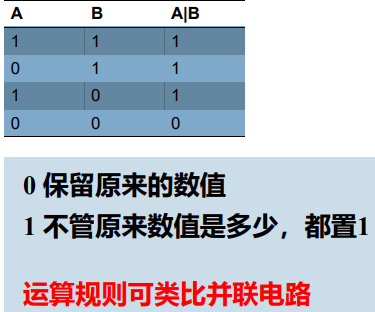 A B A|B
1 1 1
0 1 1
1 0 1
0 0 0
0 保留原来的数值
1 不管原来数值是多少，都置1
运算规则可类比并联电路